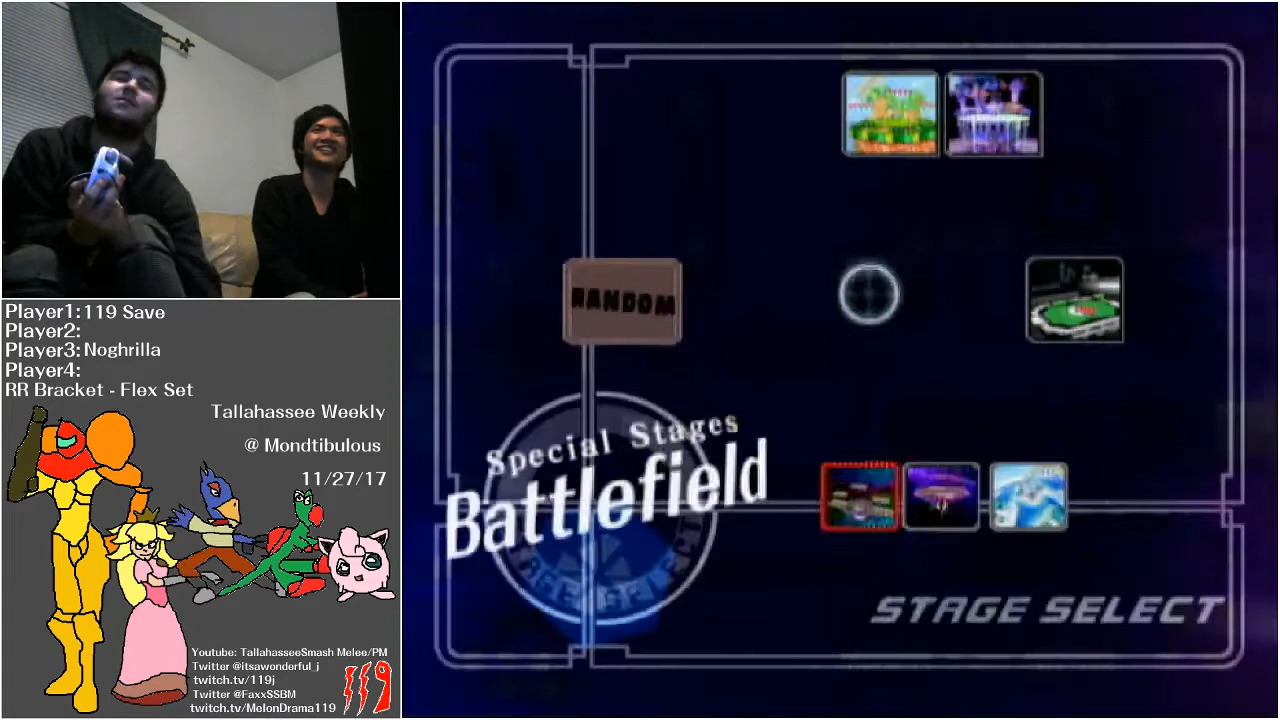 Player1: 119 Save
Player2:
Player3: Noghrilla
Player4:
RR Bracket - Flex Set
Tallahassee Weekly
@ Mondtibulous
11/27/17
Youtube: TallahasseeSmash Melee/PM
Twitter @itsawonderful_j
twitch.tv/119j
Twitter @FaxxSSBM
twitch.tv/MelonDrama119
119
RANDOM
Special Stages
Battlefield
STAGE SELECT